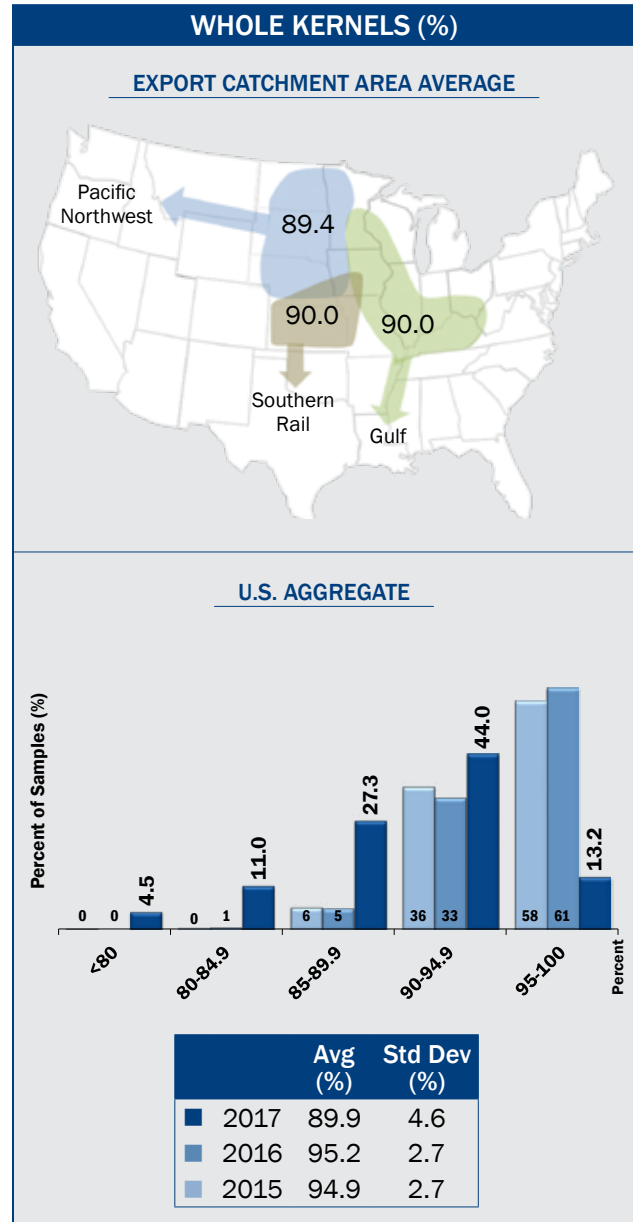 WHOLE KERNELS (%)
EXPORT CATCHMENT AREA AVERAGE
Pacific
Northwest
89.4
90.0
90.0
Southern
Rail
Gulf
U.S. AGGREGATE
Percent of Samples (%)
0 0 4.5
0 1 11.0
6 5 27.3
36 33 44.0
58 61 13.2
<80 80-84.9 85-89.9 90-94.9 95-100 Percent
Avg Std Dev
(%) (%)
2017 89.9 4.6
2016 95.2 2.7
2015 94.9 2.7